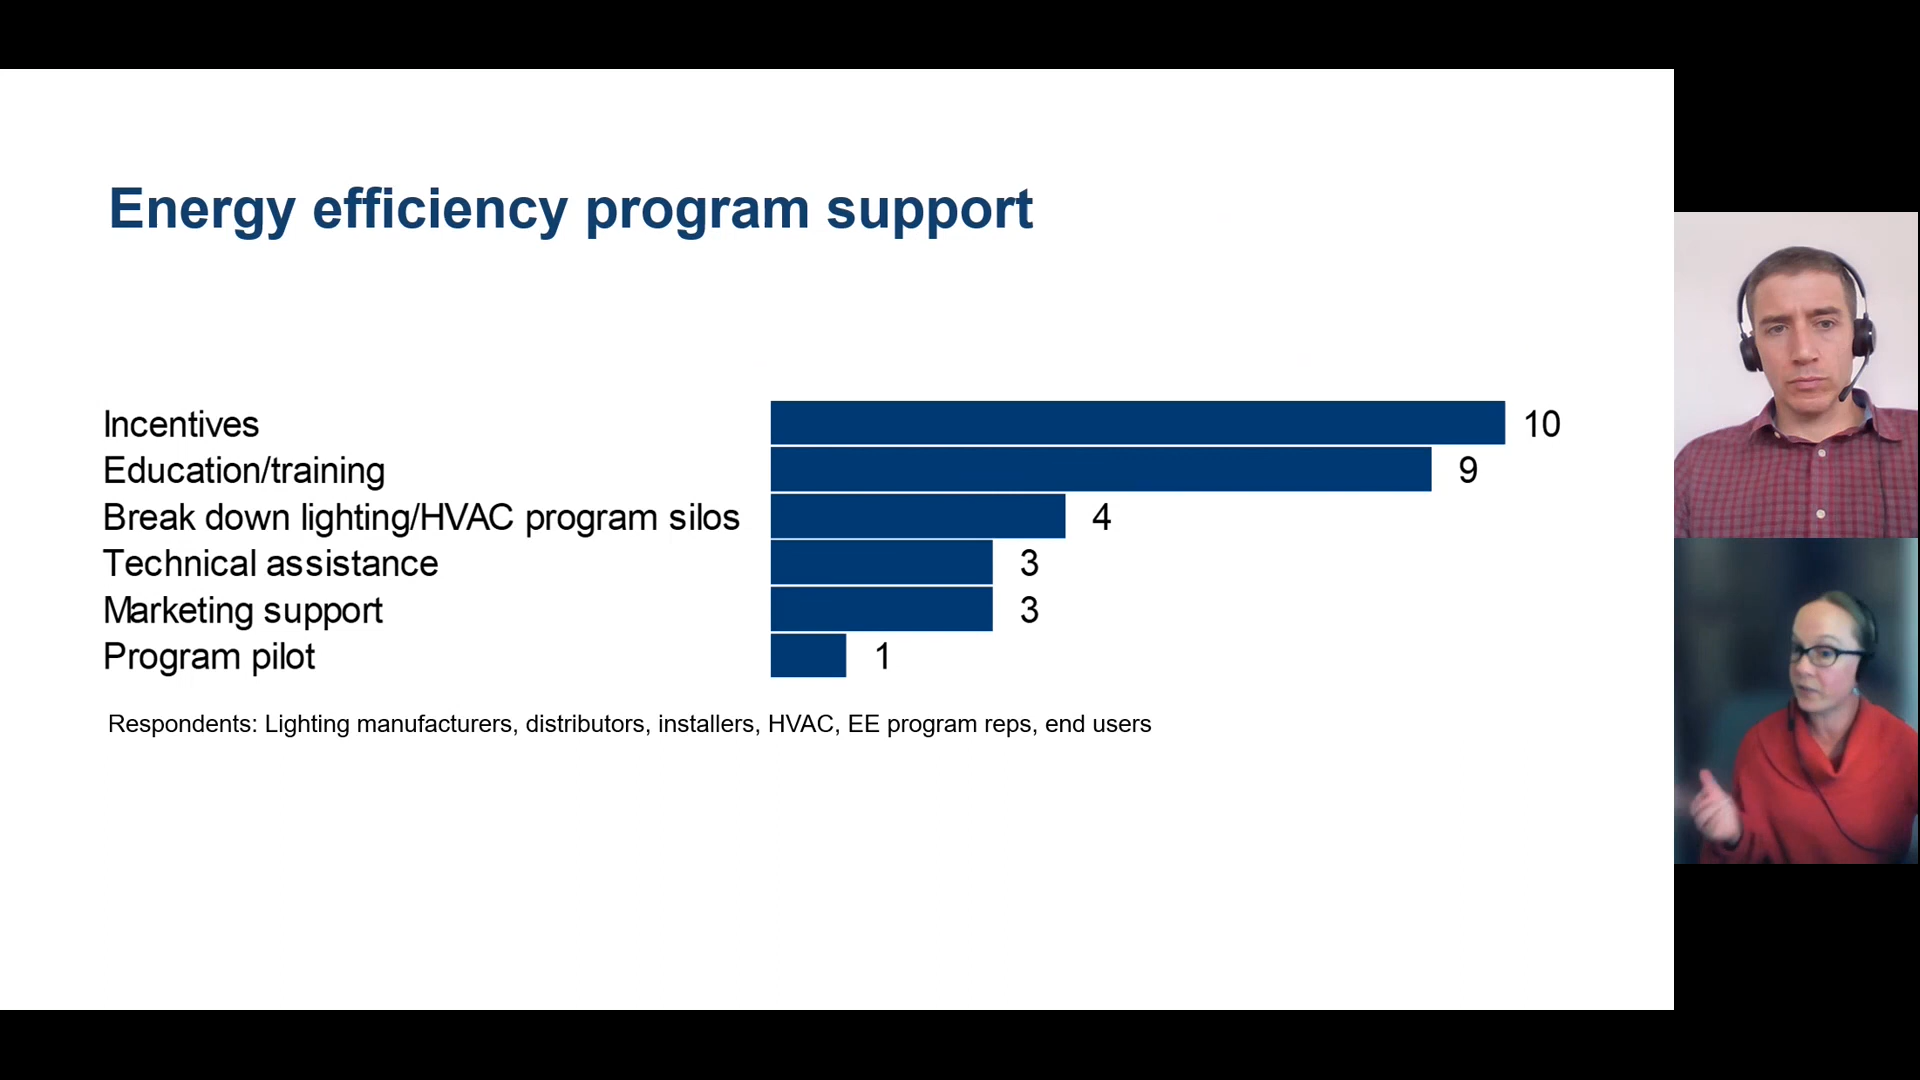 Energy efficiency program support
Incentives 10
Education/training 9
Break down lighting/HVAC program silos 4
Technical assistance 3
Marketing support 3
Program pilot 1
Respondents: Lighting manufacturers, distributors, installers, HVAC, EE program reps, end users